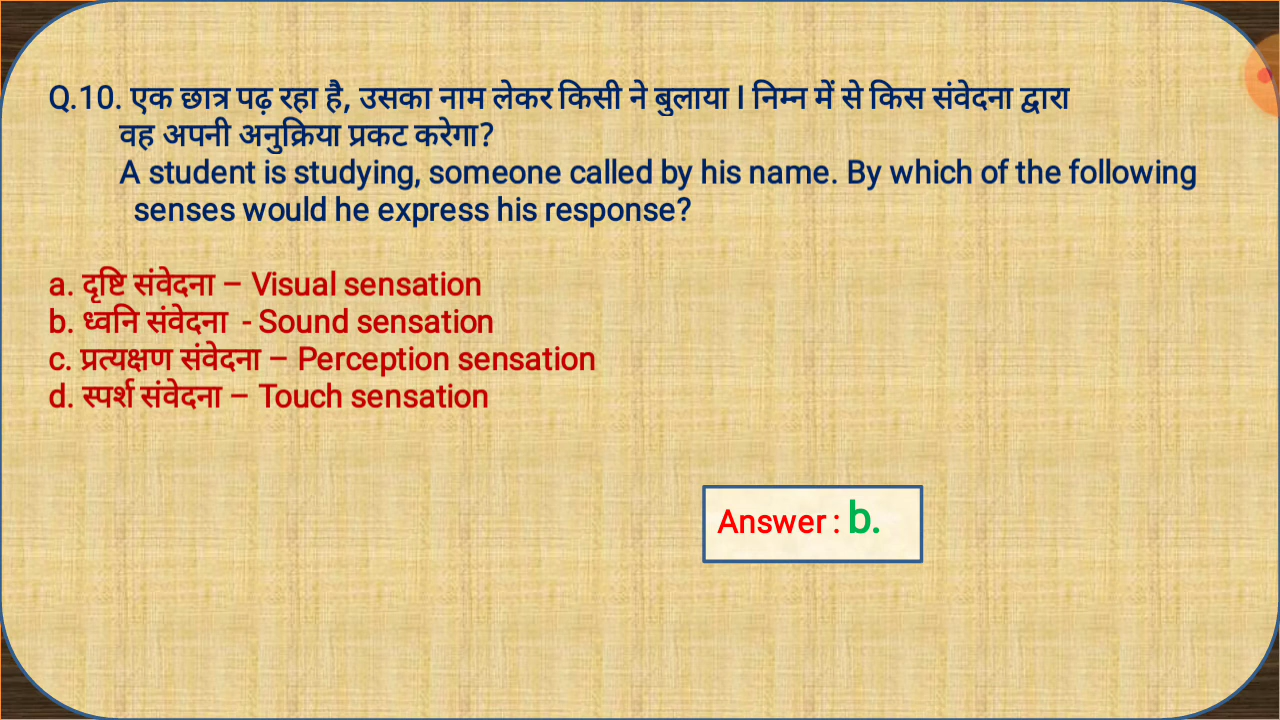 Q.10. एक छात्र पढ़ रहा है, उसका नाम लेकर किसी ने बुलाया I निम्न में से किस संवेदना द्वारा
वह अपनी अनुक्रिया प्रकट करेगा?
A student is studying, someone called by his name. By which of the following
senses would he express his response?
a. दृष्टि संवेदना – Visual sensation
b. ध्वनि संवेदना - Sound sensation
c. प्रत्यक्षण संवेदना – Perception sensation
d. स्पर्श संवेदना – Touch sensation
Answer : b.